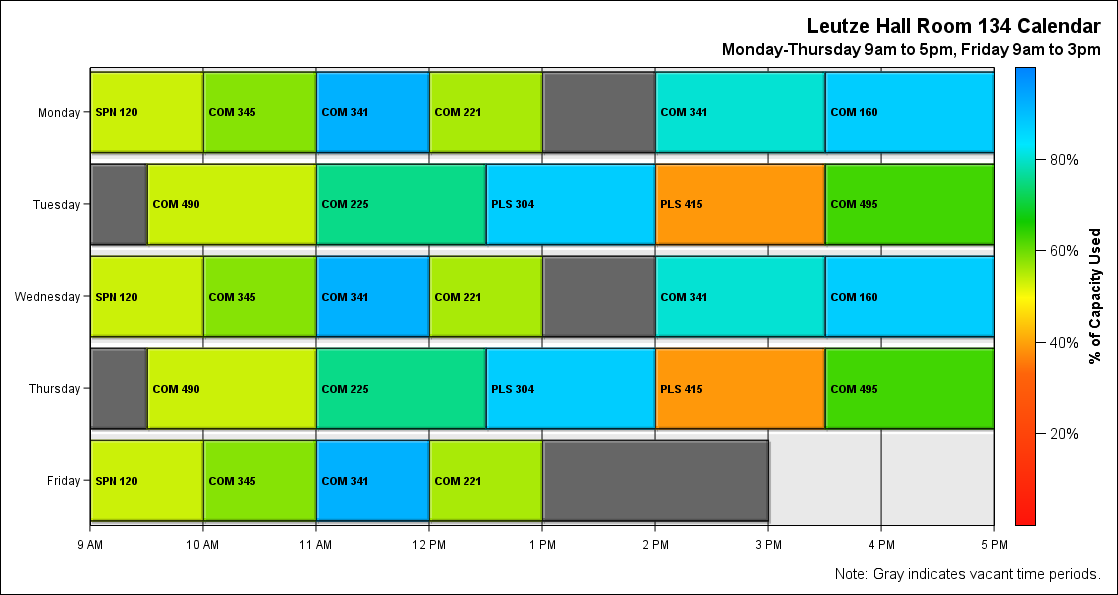 Leutze Hall Room 134 Calendar
Monday-Thursday 9am to 5pm, Friday 9am to 3pm
Monday
SPN 120
COM 345
COM 341
COM 221
COM 341
COM 160
Tuesday
COM 490
COM 225
PLS 304
PLS 415
COM 495
Wednesday
SPN 120
COM 345
COM 341
COM 221
COM 341
COM 160
Thursday
COM 490
COM 225
PLS 304
PLS 415
COM 495
Friday
SPN 120
COM 345
COM 341
COM 221
9 AM
10 AM
11 AM
12 PM
1 PM
2 PM
3 PM
4 PM
5 PM
80%
60%
40%
20%
% of Capacity Used
Note: Gray indicates vacant time periods.